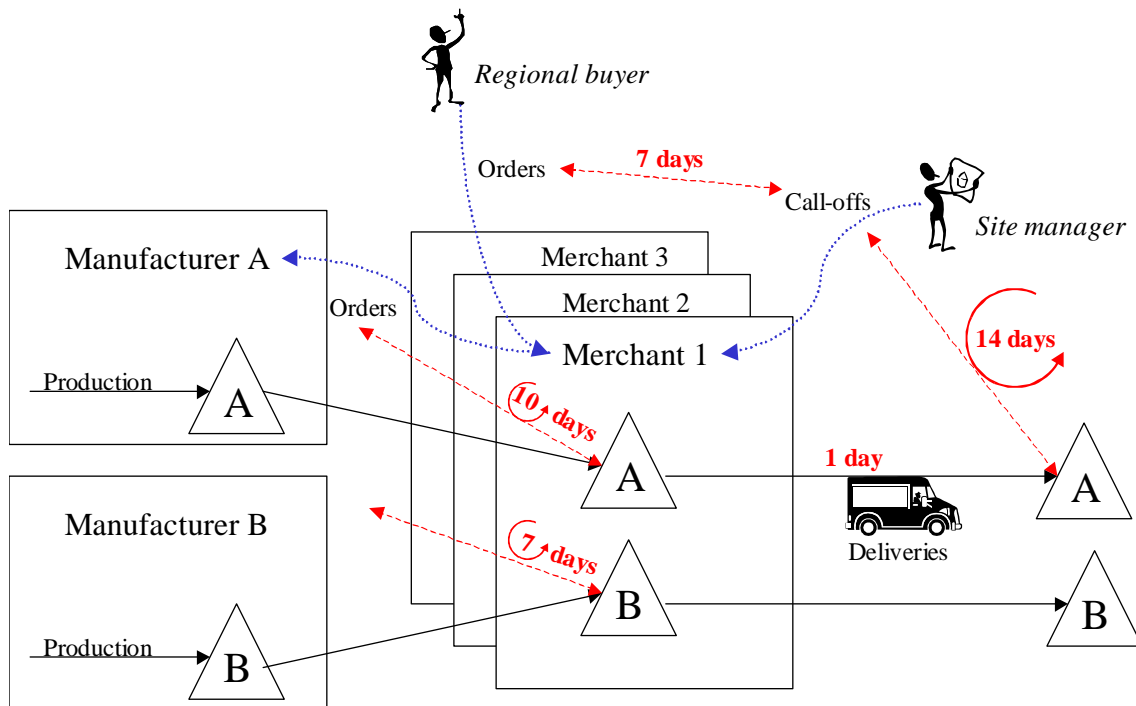 Regional buyer
Orders
7 days
Call-offs
Site manager
Manufacturer A
Merchant 3
Merchant 2
Orders
Merchant 1
14 days
Production
A
10 days
A
1 day
A
Manufacturer B
7 days
Deliveries
B
B
Production
B